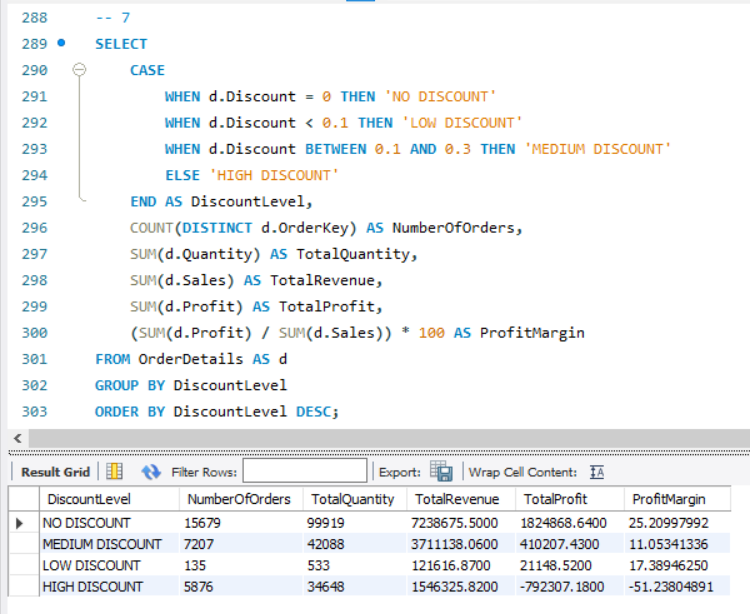 288 -- 7
289 SELECT
290 CASE
291 WHEN d.Discount = 0 THEN 'NO DISCOUNT'
292 WHEN d.Discount < 0.1 THEN 'LOW DISCOUNT'
293 WHEN d.Discount BETWEEN 0.1 AND 0.3 THEN 'MEDIUM DISCOUNT'
294 ELSE 'HIGH DISCOUNT'
295 END AS DiscountLevel,
296 COUNT(DISTINCT d.OrderKey) AS NumberOfOrders,
297 SUM(d.Quantity) AS TotalQuantity,
298 SUM(d.Sales) AS TotalRevenue,
299 SUM(d.Profit) AS TotalProfit,
300 (SUM(d.Profit) / SUM(d.Sales)) * 100 AS ProfitMargin
301 FROM OrderDetails AS d
302 GROUP BY DiscountLevel
303 ORDER BY DiscountLevel DESC;
Result Grid Filter Rows: Export: Wrap Cell Content:
DiscountLevel NumberOfOrders TotalQuantity TotalRevenue TotalProfit ProfitMargin
NO DISCOUNT 15679 99919 7238675.5000 1824868.6400 25.20997992
MEDIUM DISCOUNT 7207 42088 3711138.0600 410207.4300 11.05341336
LOW DISCOUNT 135 533 121616.8700 21148.5200 17.38946250
HIGH DISCOUNT 5876 34648 1546325.8200 -792307.1800 -51.23804891